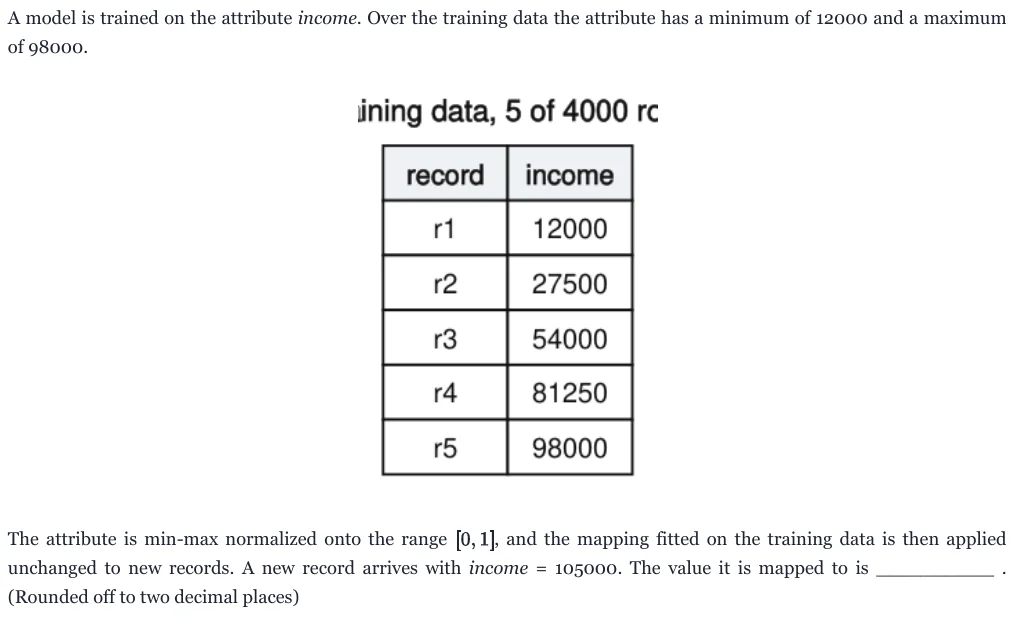 A model is trained on the attribute income. Over the training data the attribute has a minimum of 12000 and a maximum
of 98000.
ining data, 5 of 4000 ro
record income
r1 12000
r2 27500
r3 54000
r4 81250
r5 98000
The attribute is min-max normalized onto the range [0, 1], and the mapping fitted on the training data is then applied
unchanged to new records. A new record arrives with income = 105000. The value it is mapped to is ____________ .
(Rounded off to two decimal places)